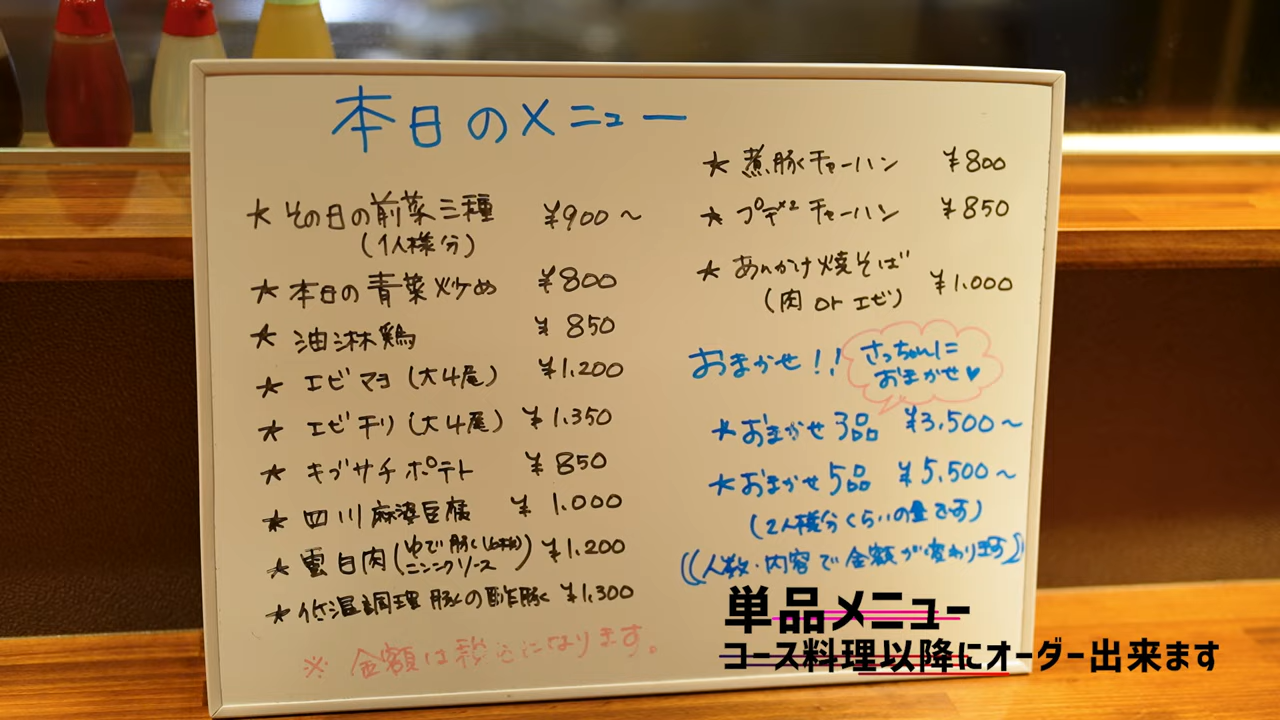 本日のメニュー
★ その日の前菜三種 ¥900〜
(1人様分)
★ 本日の青菜炒め ¥800
★ 油淋鶏 ¥850
★ エビマヨ (大4尾) ¥1,200
★ エビチリ (大4尾) ¥1,350
★ キブサチポテト ¥850
★ 四川麻婆豆腐 ¥1,000
★ 雲白肉 (ゆで豚
ニンニクソース) ¥1,200
★ 低温調理豚の酢豚 ¥1,300
※ 金額は税込になります。
★ 煮豚チャーハン ¥800
★ チャーハン ¥850
★ あんかけ焼そば
(肉 or エビ) ¥1,000
おまかせ!!
さっちゃんに
おまかせ♥
★ おまかせ 3品 ¥3,500〜
★ おまかせ 5品 ¥5,500〜
(2人様分くらいの量です)
((人数・内容で金額が変わります))
単品メニュー
コース料理以降にオーダー出来ます